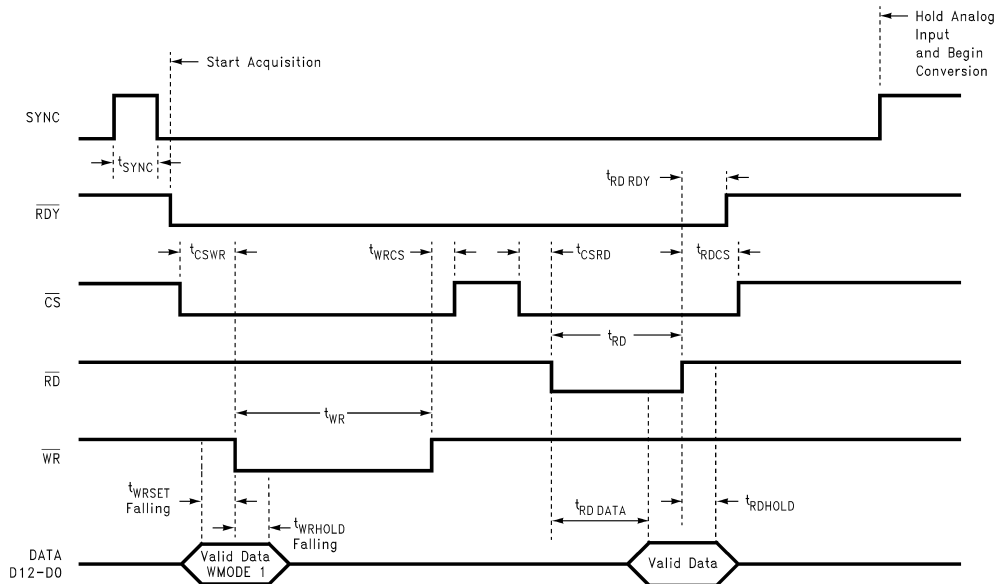 Hold Analog
Input
and Begin
Conversion
Start Acquisition
SYNC
tSYNC
tRD RDY
RDY
tCSWR
tWRCS
tCSRD
tRDCS
CS
tRD
RD
tWR
WR
tWRSET
Falling
tWRHOLD
Falling
tRD DATA
tRDHOLD
DATA
D12-D0
Valid Data
WMODE 1
Valid Data